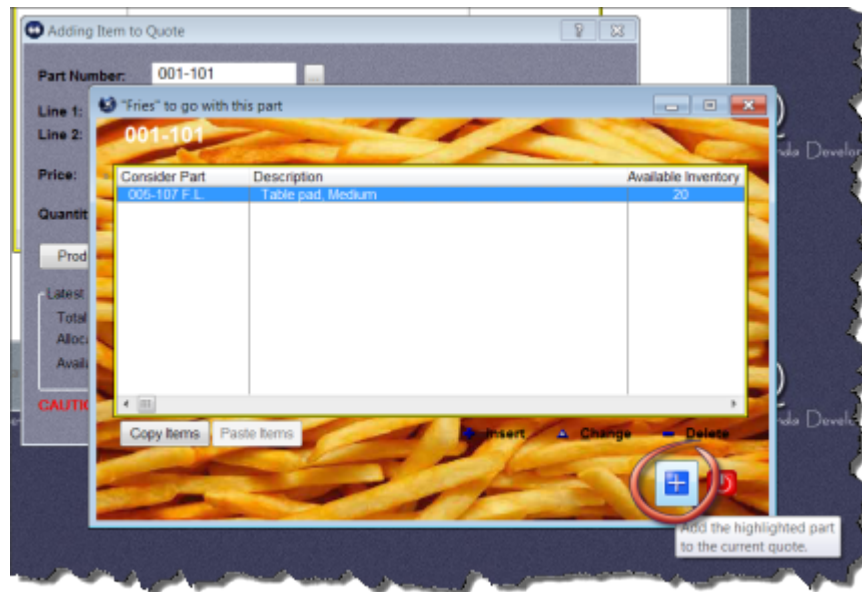 Adding Item to Quote
Part Number: 001-101 ...
Line 1:
"Fries" to go with this part
Line 2:
001-101
Price:
Consider Part Description Available Inventory
005-107 F.L. Table pad, Medium 20
Quantit
Prod
Latest
Total
Alloc
Availa
CAUTIO
Copy Items Paste Items Insert Change Delete
Add the highlighted part
to the current quote.